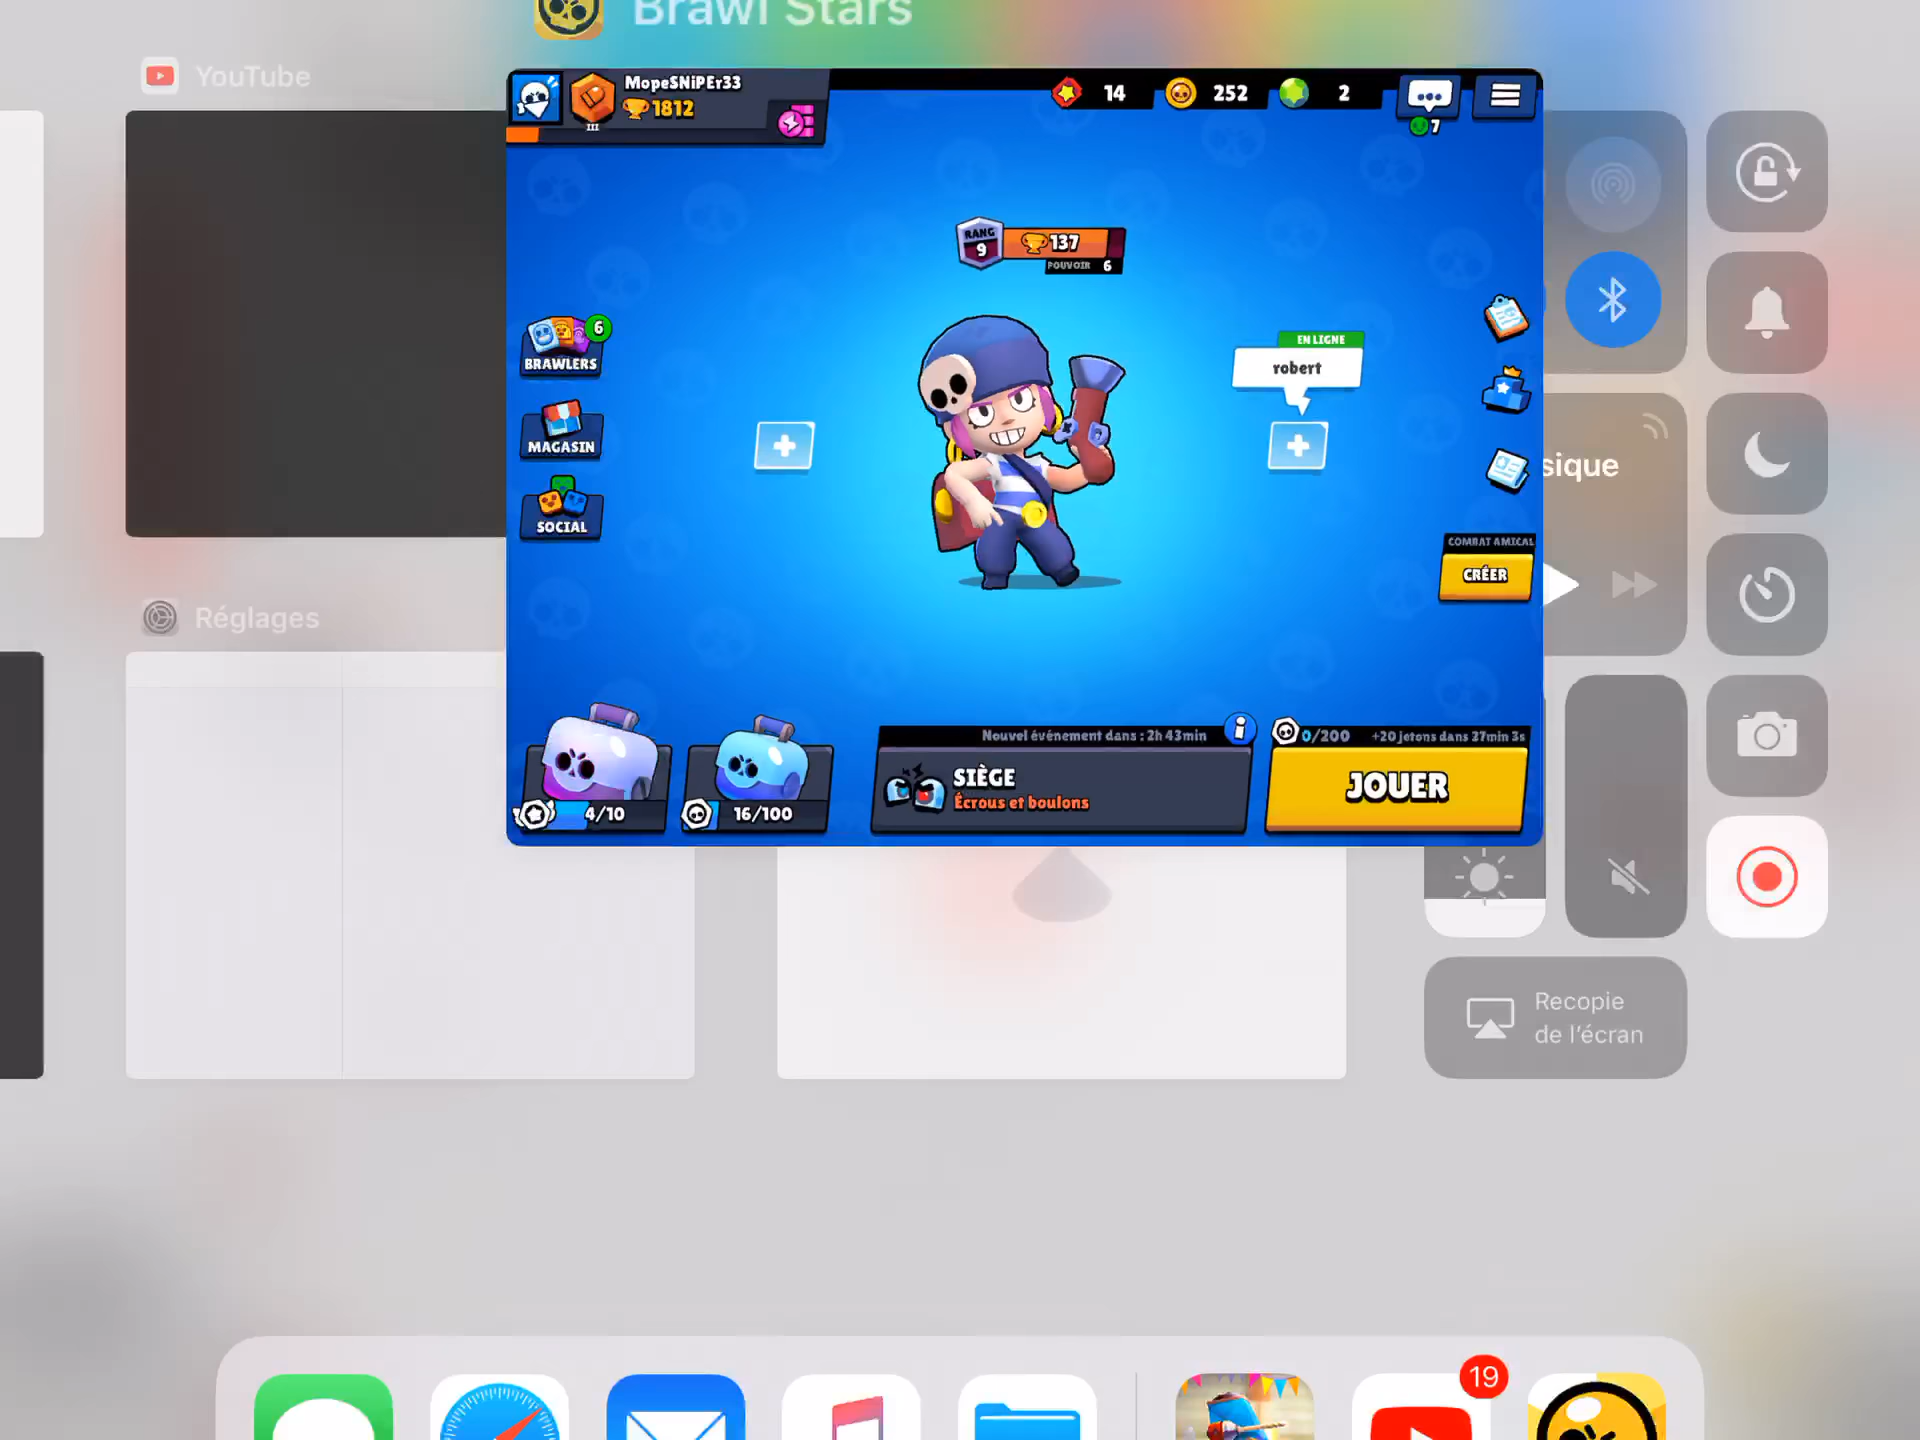 Brawl Stars
YouTube
MopeSNiPEr33
1812
III
14
252
2
7
RANG
9
137
POUVOIR 6
6
BRAWLERS
EN LIGNE
robert
MAGASIN
sique
SOCIAL
COMBAT AMICAL
CRÉER
Réglages
Nouvel événement dans : 2h 43min
0/200
+20 jetons dans 27min 3s
SIÈGE
Écrous et boulons
JOUER
4/10
16/100
Recopie
de l'écran
19